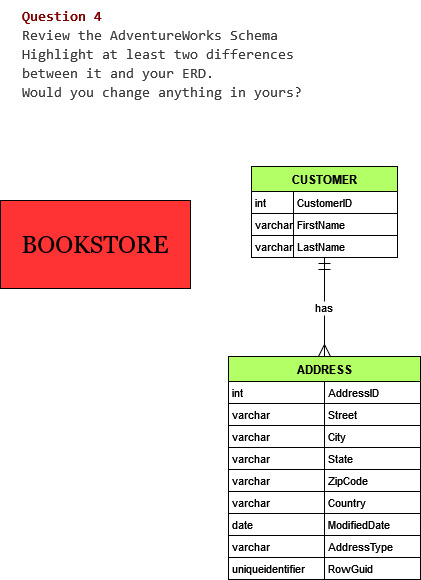 Question 4
Review the AdventureWorks Schema
Highlight at least two differences
between it and your ERD.
Would you change anything in yours?
BOOKSTORE
CUSTOMER
int CustomerID
varchar FirstName
varchar LastName
has
ADDRESS
int AddressID
varchar Street
varchar City
varchar State
varchar ZipCode
varchar Country
date ModifiedDate
varchar AddressType
uniqueidentifier RowGuid